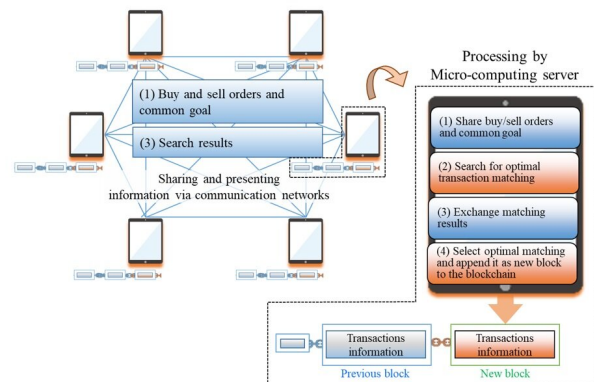 Processing by
Micro-computing server
(1) Buy and sell orders and
common goal
(3) Search results
Sharing and presenting
information via communication networks
(1) Share buy/sell orders
and common goal
(2) Search for optimal
transaction matching
(3) Exchange matching
results
(4) Select optimal matching
and append it as new block
to the blockchain
Transactions
information
Transactions
information
Previous block
New block